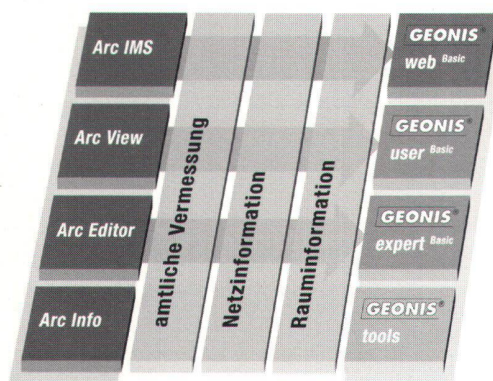 Arc IMS
Arc View
Arc Editor
Arc Info
amtliche Vermessung
Netzinformation
Rauminformation
GEONIS®
web Basic
GEONIS®
user Basic
GEONIS®
expert Basic
GEONIS®
tools